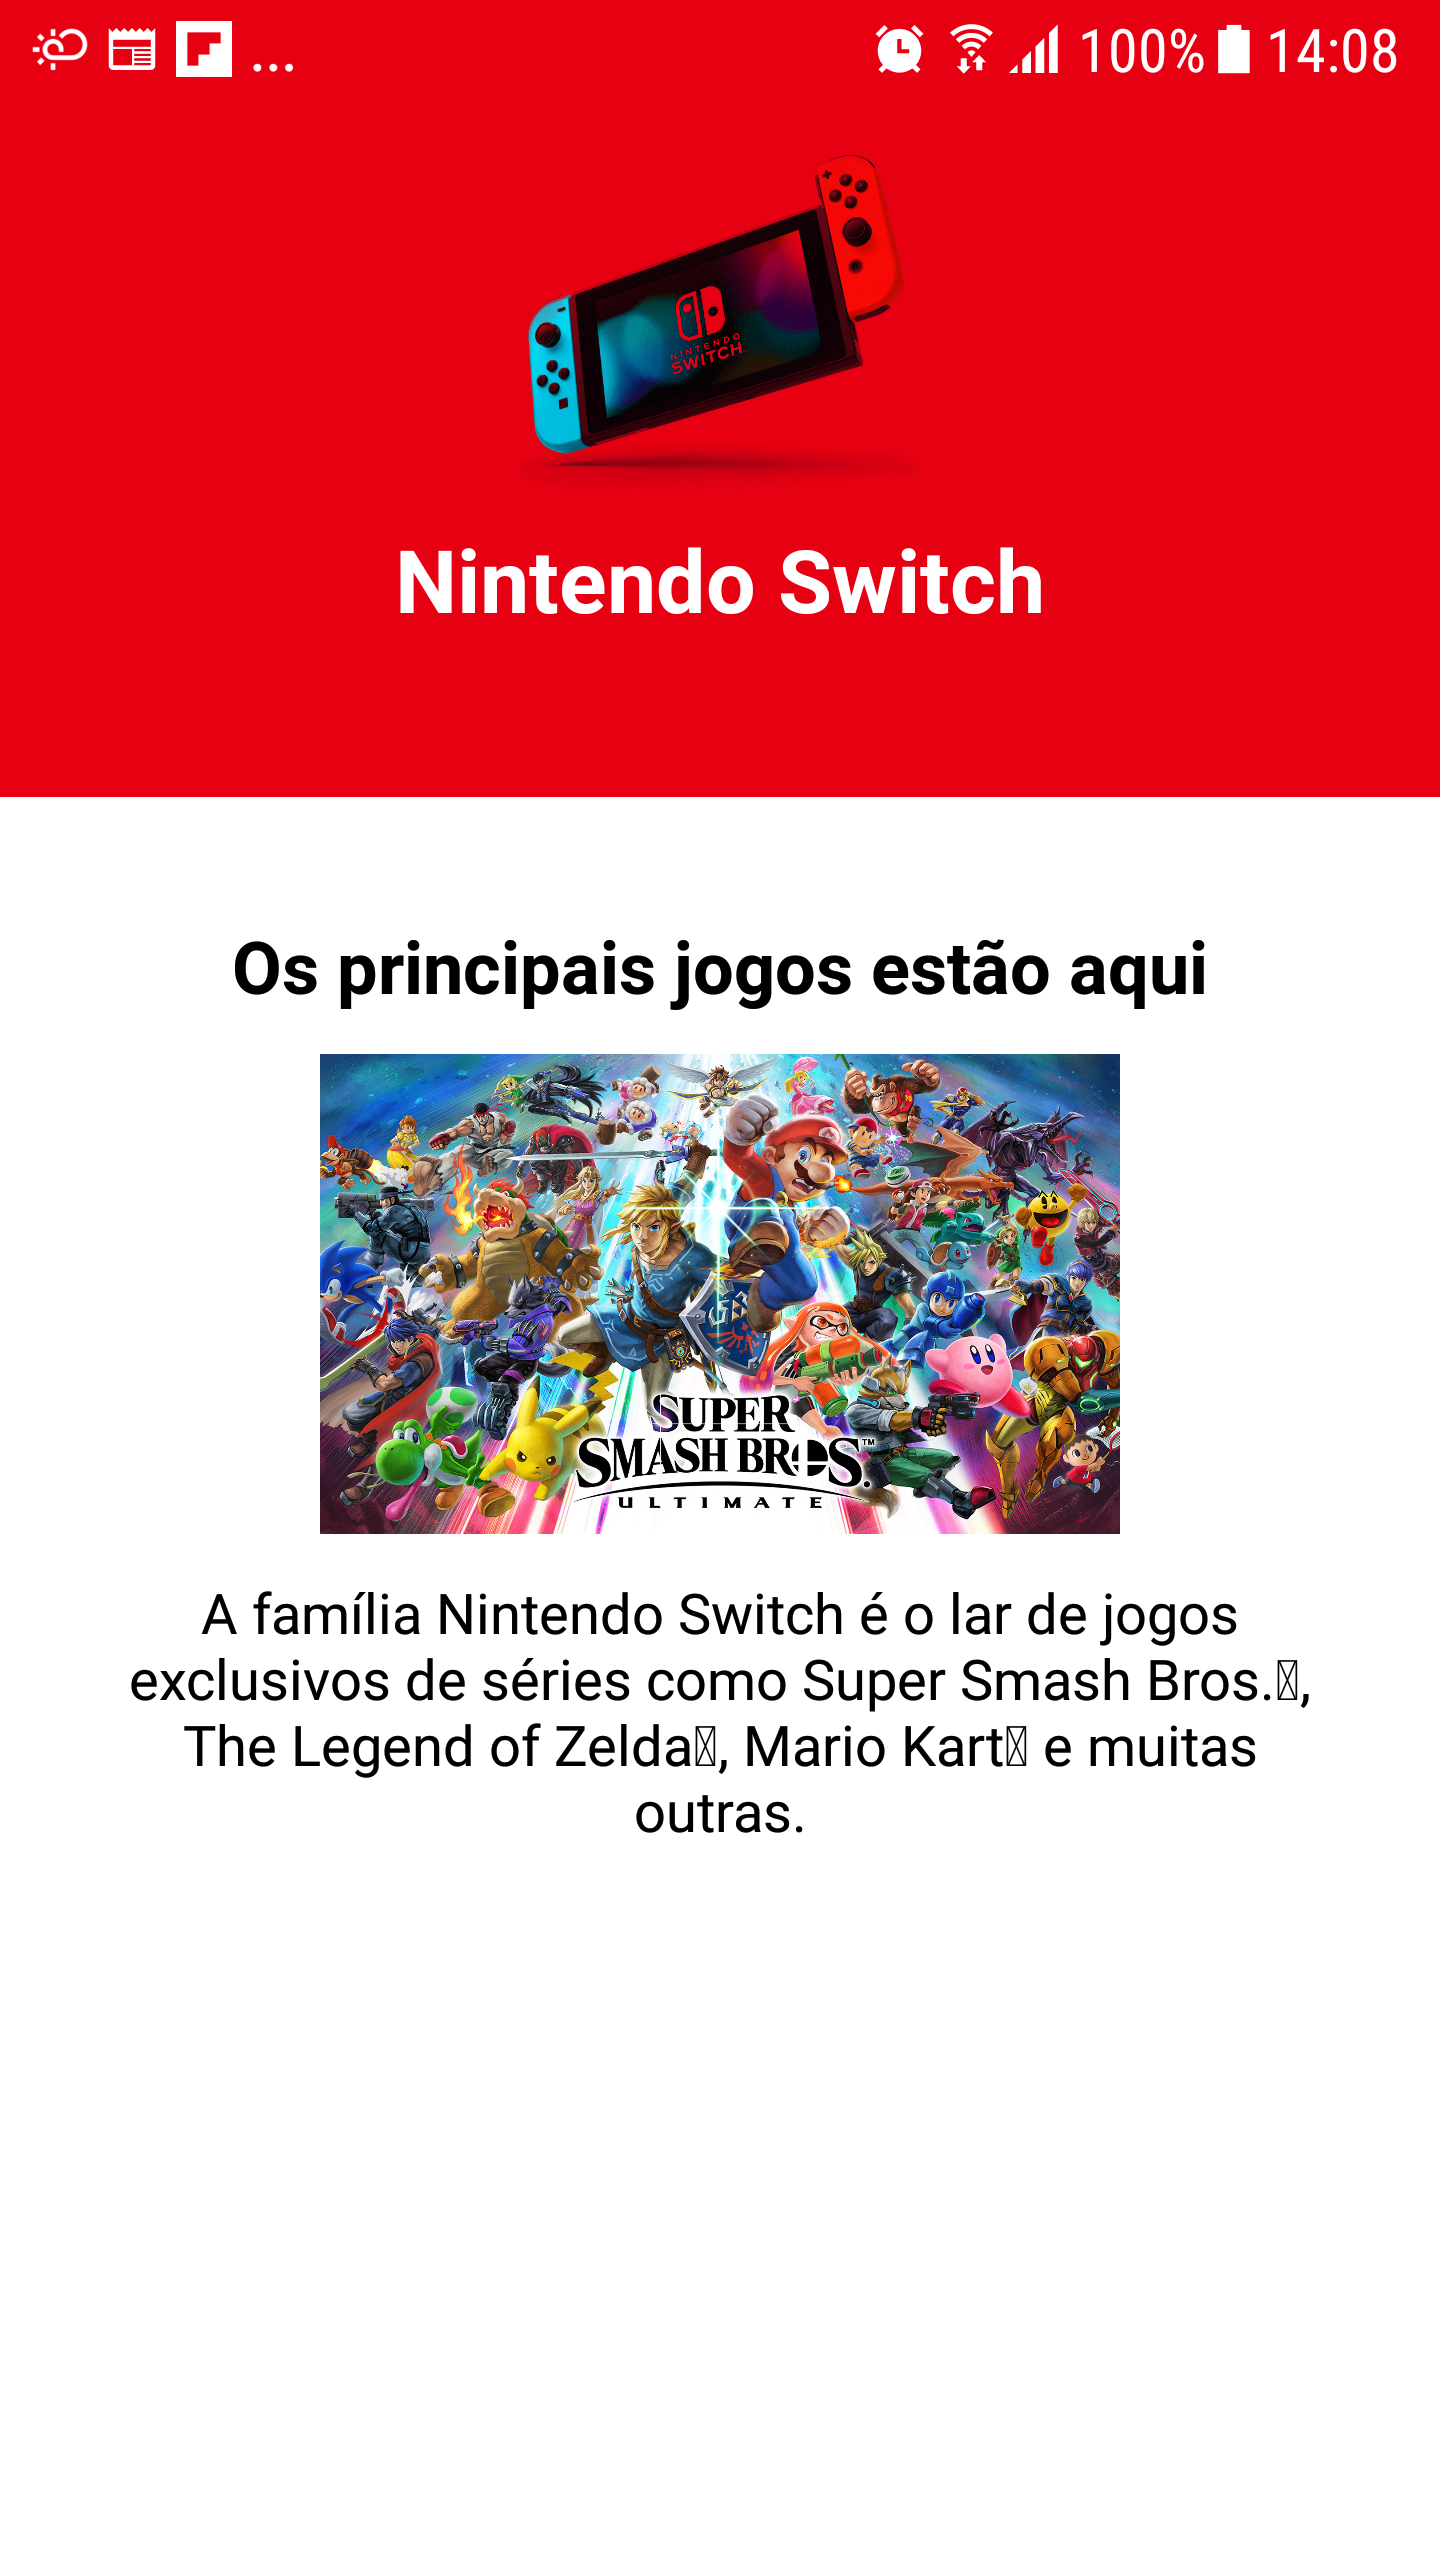 ... 100% 14:08
NINTENDO
SWITCH
Nintendo Switch
Os principais jogos estão aqui
SUPER
SMASH BROS.™
ULTIMATE
A família Nintendo Switch é o lar de jogos
exclusivos de séries como Super Smash Bros.▯,
The Legend of Zelda▯, Mario Kart▯ e muitas
outras.